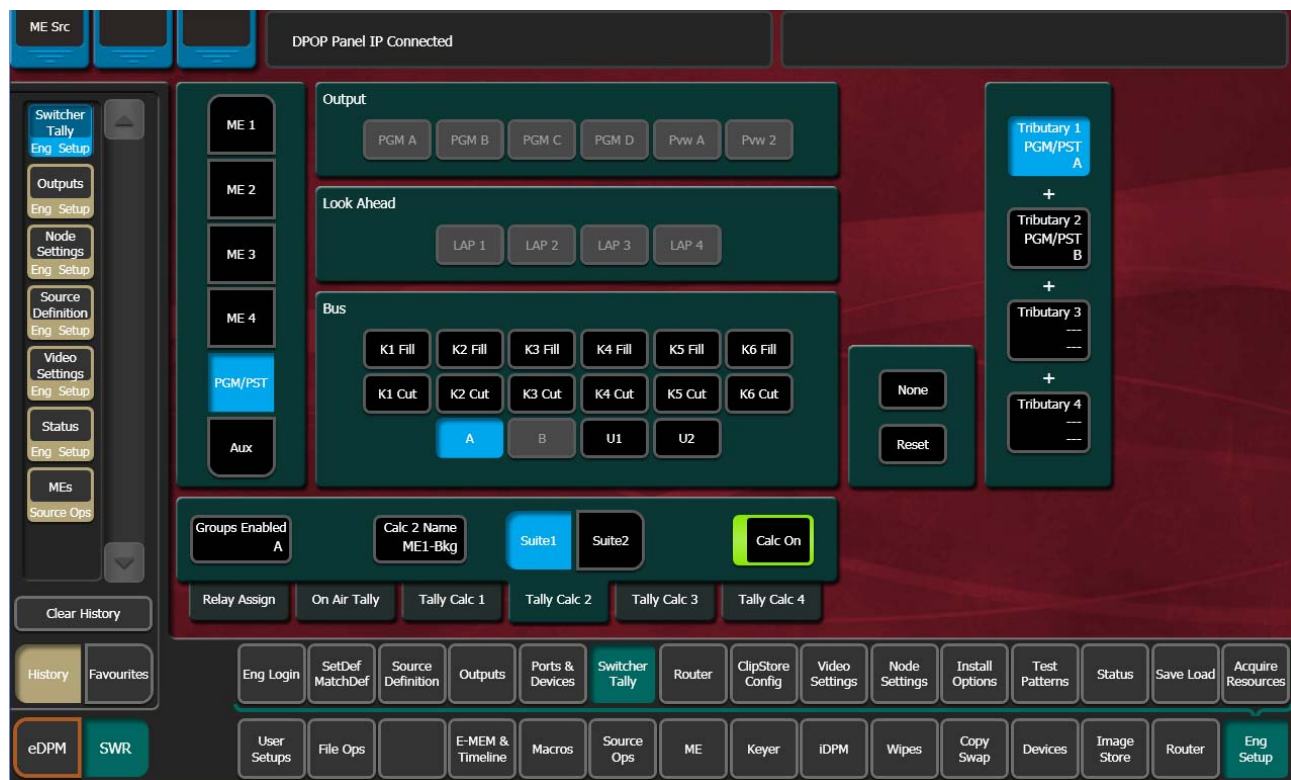 ME Src
DPOP Panel IP Connected
Switcher
Tally
Eng Setup
Outputs
Eng Setup
Node
Settings
Eng Setup
Source
Definition
Eng Setup
Video
Settings
Eng Setup
Status
Eng Setup
MEs
Source Ops
Clear History
History
Favourites
eDPM
SWR
ME 1
ME 2
ME 3
ME 4
PGM/PST
Aux
Output
PGM A
PGM B
PGM C
PGM D
Pvw A
Pvw 2
Look Ahead
LAP 1
LAP 2
LAP 3
LAP 4
Bus
K1 Fill
K2 Fill
K3 Fill
K4 Fill
K5 Fill
K6 Fill
K1 Cut
K2 Cut
K3 Cut
K4 Cut
K5 Cut
K6 Cut
A
B
U1
U2
None
Reset
Tributary 1
PGM/PST
A
+
Tributary 2
PGM/PST
B
+
Tributary 3
---
---
+
Tributary 4
---
---
Groups Enabled
A
Calc 2 Name
ME1-Bkg
Suite1
Suite2
Calc On
Relay Assign
On Air Tally
Tally Calc 1
Tally Calc 2
Tally Calc 3
Tally Calc 4
Eng Login
SetDef
MatchDef
Source
Definition
Outputs
Ports &
Devices
Switcher
Tally
Router
ClipStore
Config
Video
Settings
Node
Settings
Install
Options
Test
Patterns
Status
Save Load
Acquire
Resources
User
Setups
File Ops
E-MEM &
Timeline
Macros
Source
Ops
ME
Keyer
iDPM
Wipes
Copy
Swap
Devices
Image
Store
Router
Eng
Setup